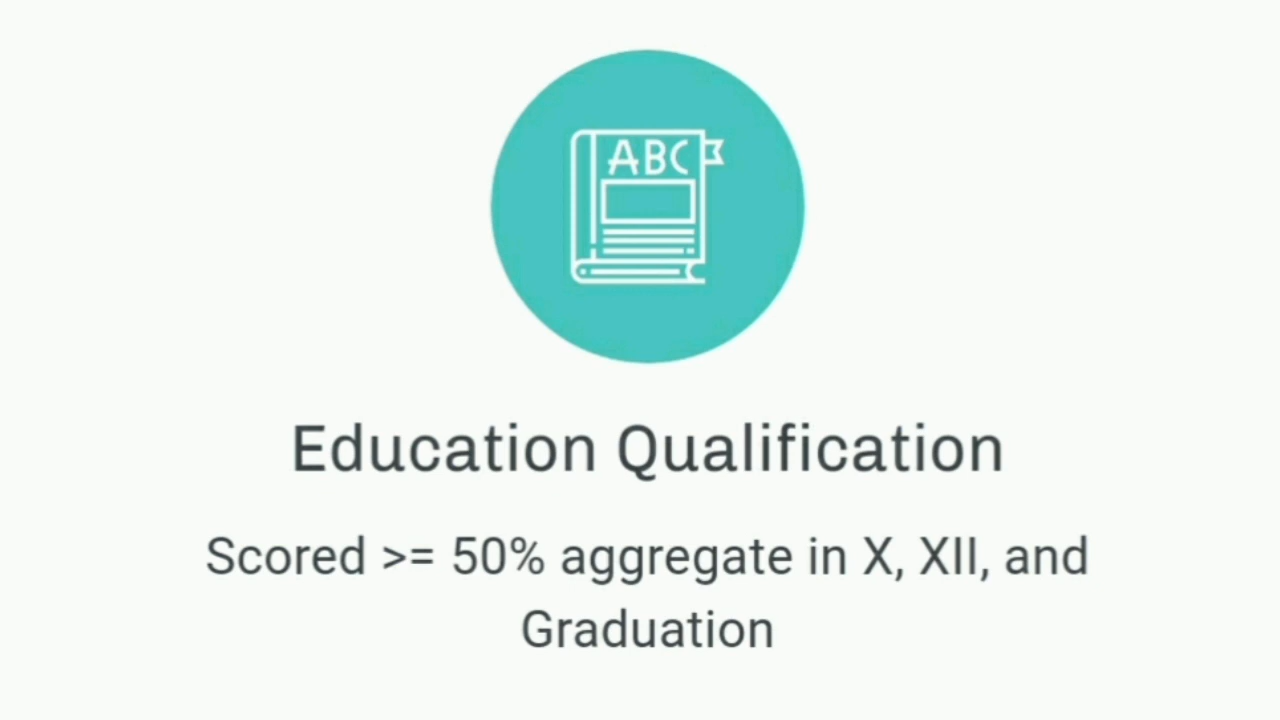 ABC
Education Qualification
Scored >= 50% aggregate in X, XII, and
Graduation